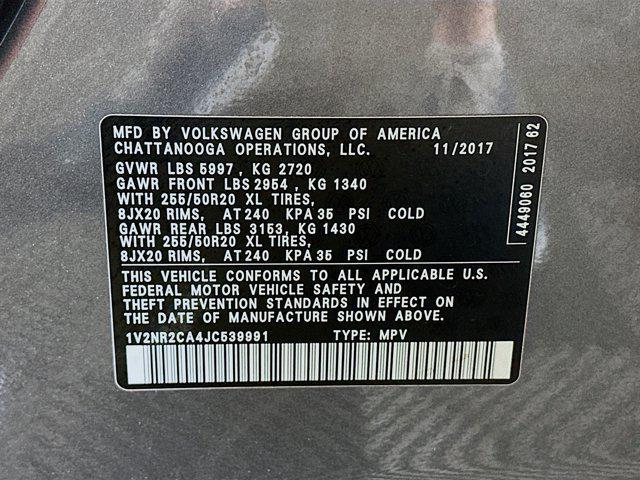 MFD BY VOLKSWAGEN GROUP OF AMERICA
CHATTANOOGA OPERATIONS, LLC. 11/2017
GVWR LBS 5997 , KG 2720
GAWR FRONT LBS 2954 , KG 1340
WITH 255/50R20 XL TIRES,
8JX20 RIMS, AT 240 KPA 35 PSI COLD
GAWR REAR LBS 3153, KG 1430
WITH 255/50R20 XL TIRES,
8JX20 RIMS, AT 240 KPA 35 PSI COLD
THIS VEHICLE CONFORMS TO ALL APPLICABLE U.S.
FEDERAL MOTOR VEHICLE SAFETY AND
THEFT PREVENTION STANDARDS IN EFFECT ON
THE DATE OF MANUFACTURE SHOWN ABOVE.
1V2NR2CA4JC539991 TYPE: MPV
4449060 2017 62